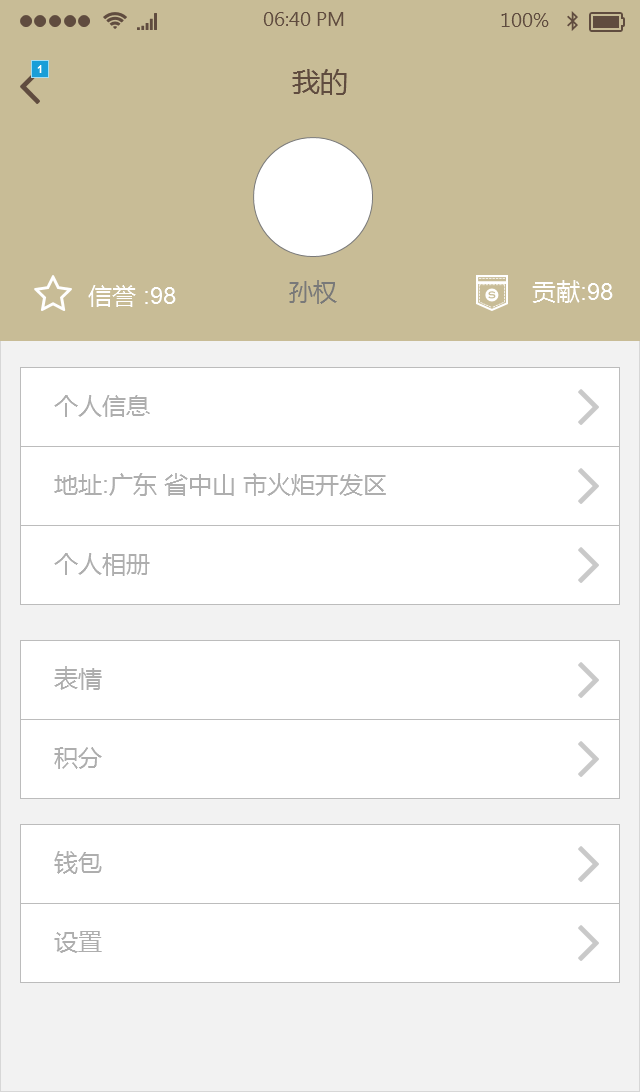 06:40 PM 100%
1
我的
信誉 :98 孙权 贡献:98
个人信息
地址:广东 省中山 市火炬开发区
个人相册
表情
积分
钱包
设置